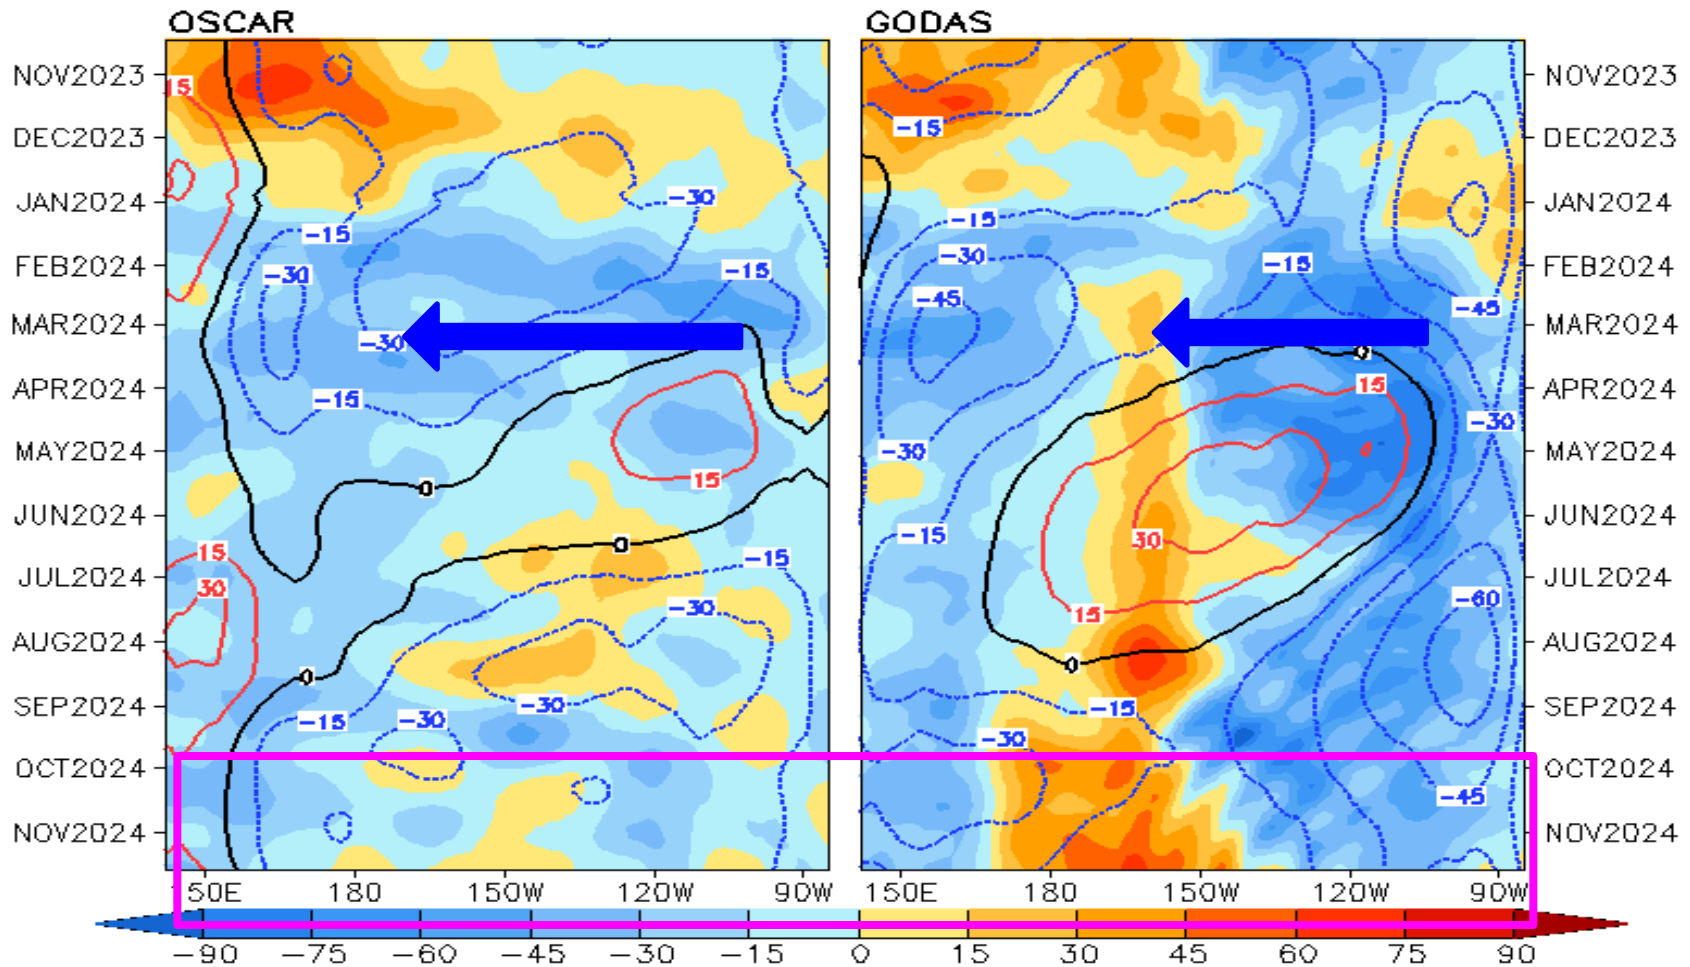 OSCAR GODAS
NOV2023 NOV2023
15
-15
DEC2023 DEC2023
JAN2024 -30 JAN2024
-15 -15
FEB2024 -30 -15 -30 -15 FEB2024
-45 -45
MAR2024 -30 MAR2024
0
APR2024 -15 15 APR2024
-30
MAY2024 -30 MAY2024
15
0
JUN2024 -15 JUN2024
0 30
15 -15
JUL2024 JUL2024
30 -30 15 -60
AUG2024 AUG2024
0 0
SEP2024 -15 -30 -30 -15 SEP2024
-30
OCT2024 OCT2024
-45
NOV2024 NOV2024
50E 180 150W 120W 90W 150E 180 150W 120W 90W
-90 -75 -60 -45 -30 -15 0 15 30 45 60 75 90